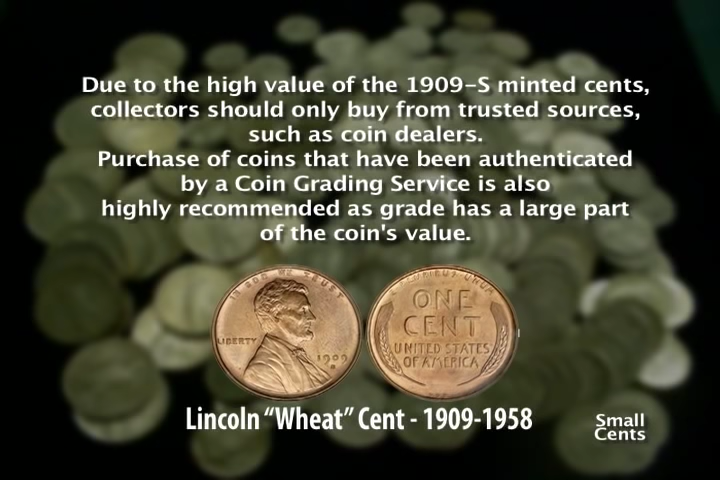 Due to the high value of the 1909-S minted cents,
collectors should only buy from trusted sources,
such as coin dealers.
Purchase of coins that have been authenticated
by a Coin Grading Service is also
highly recommended as grade has a large part
of the coin's value.
IN GOD WE TRUST
LIBERTY
1909
S
E PLURIBUS UNUM
ONE
CENT
UNITED STATES
OF AMERICA
Lincoln “Wheat” Cent - 1909-1958
Small
Cents